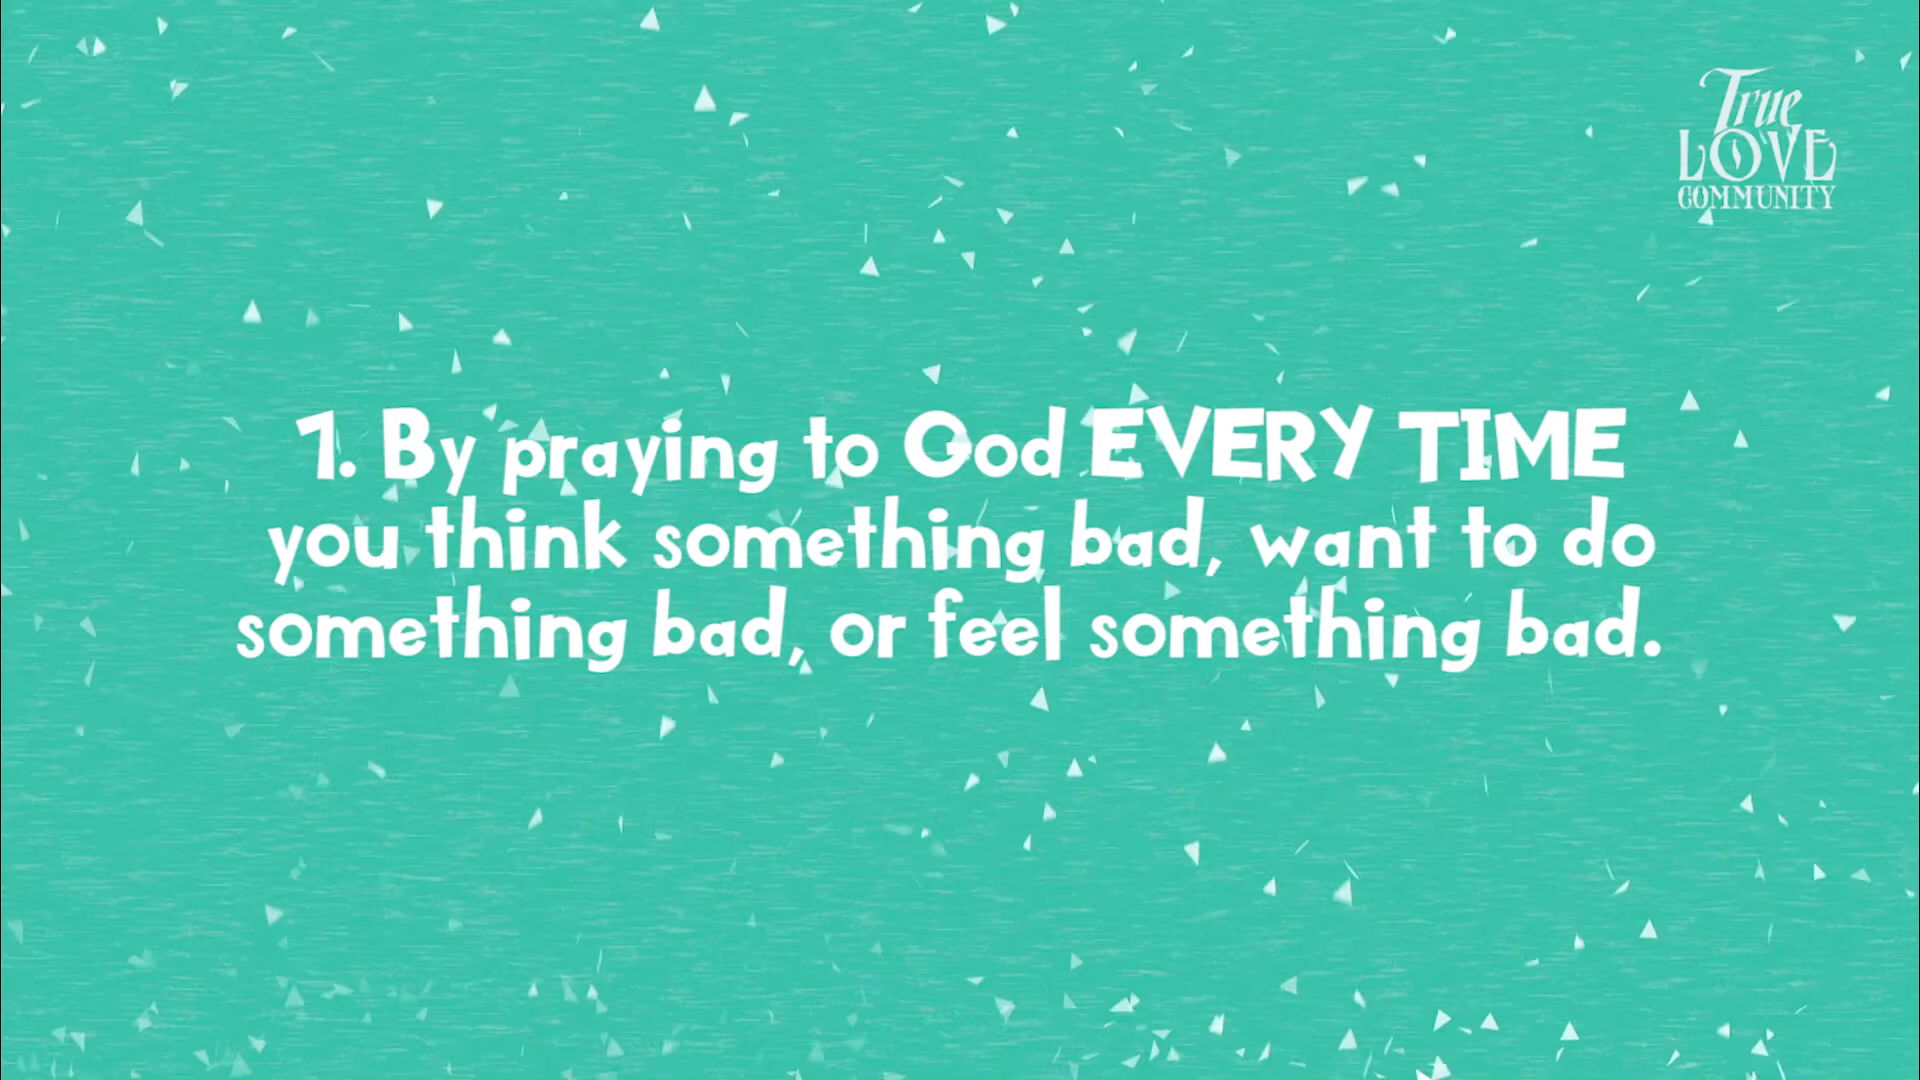 True
LOVE
COMMUNITY
1. By praying to God EVERY TIME
you think something bad, want to do
something bad, or feel something bad.